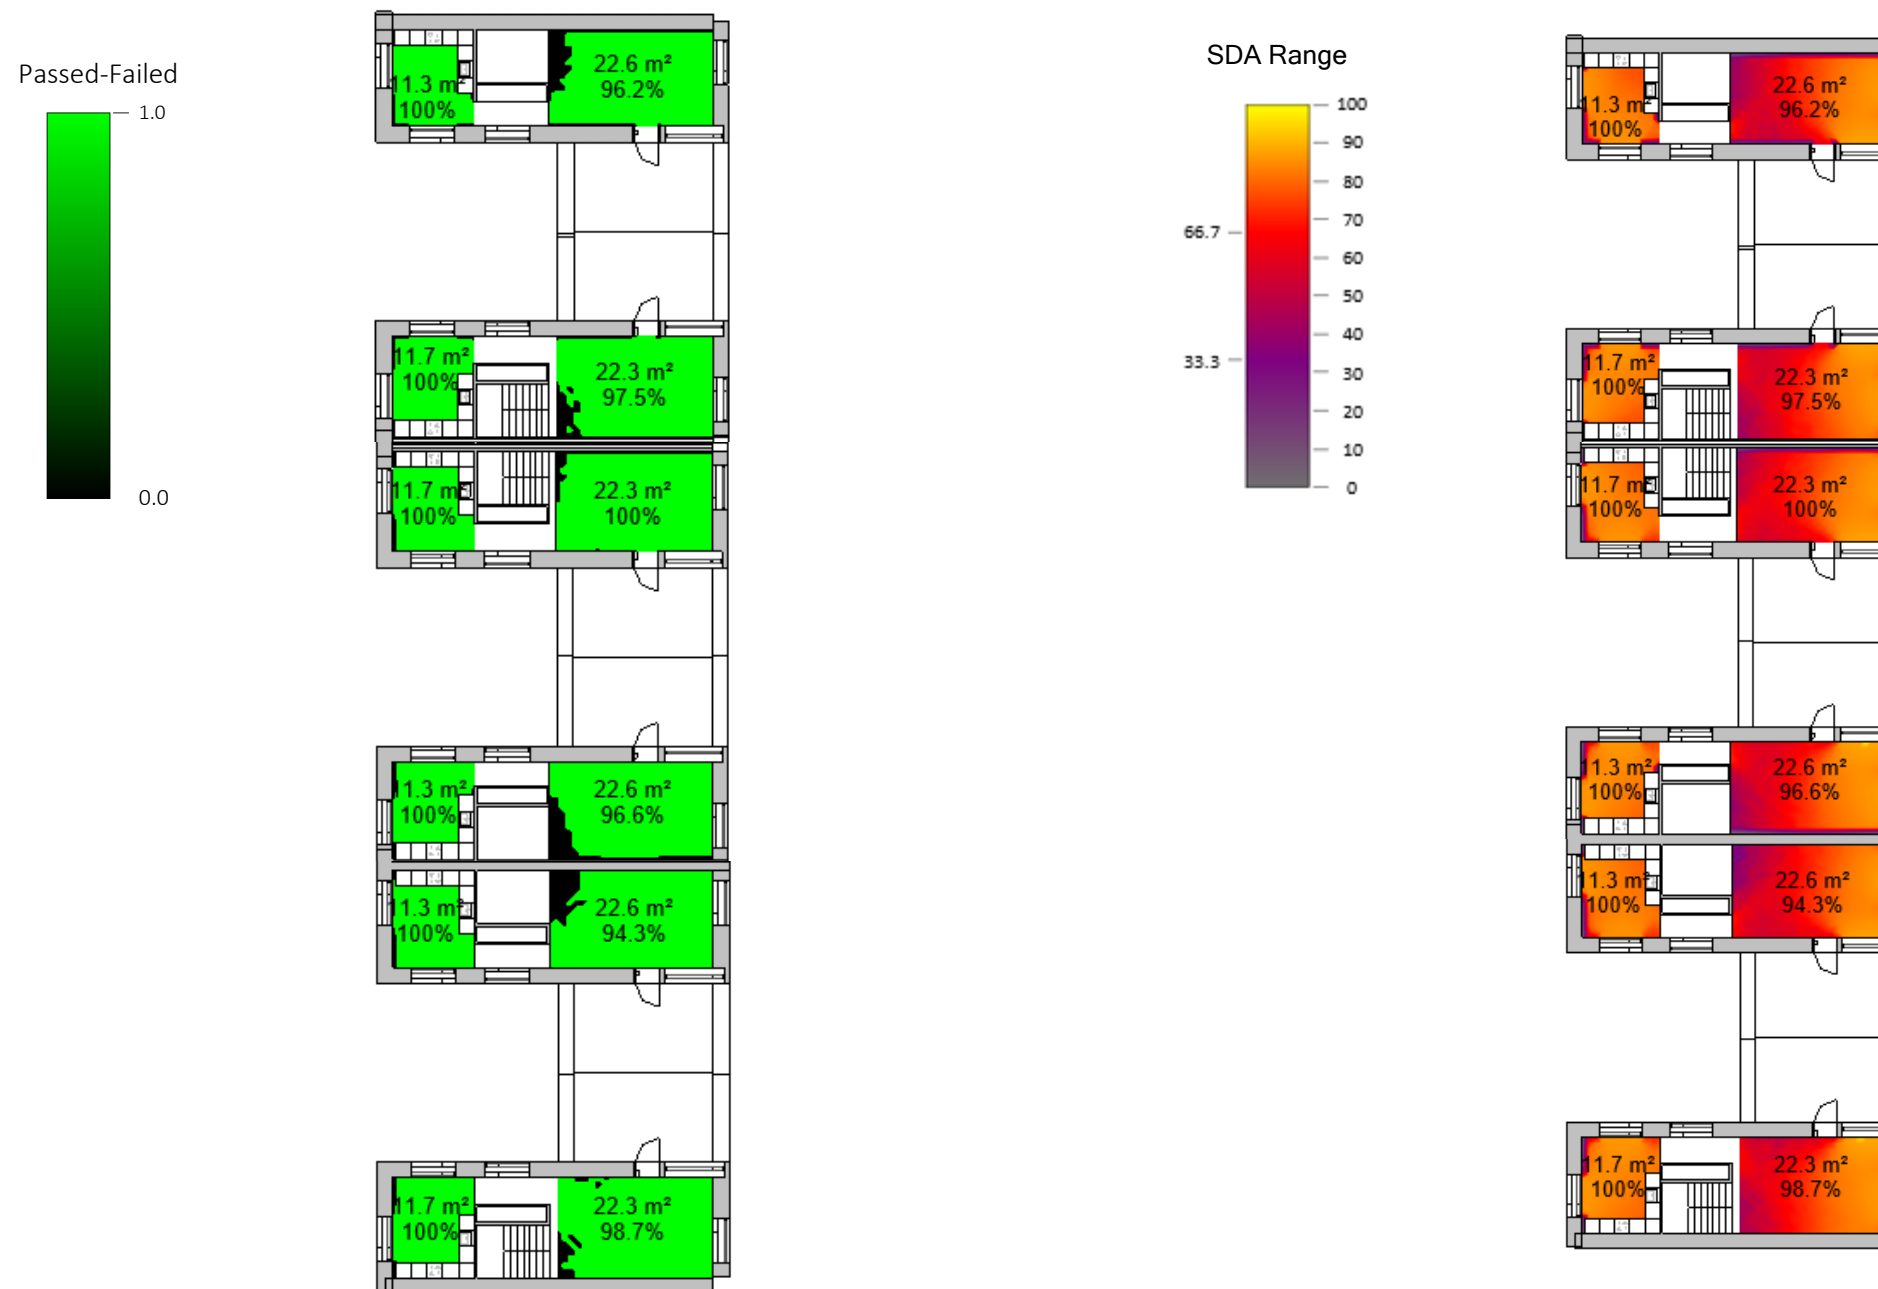 Passed-Failed
1.0
0.0
11.3 m²
100%
22.6 m²
96.2%
11.7 m²
100%
22.3 m²
97.5%
11.7 m²
100%
22.3 m²
100%
11.3 m²
100%
22.6 m²
96.6%
11.3 m²
100%
22.6 m²
94.3%
11.7 m²
100%
22.3 m²
98.7%
SDA Range
100
90
80
70
66.7
60
50
40
33.3
30
20
10
0
11.3 m²
100%
22.6 m²
96.2%
11.7 m²
100%
22.3 m²
97.5%
11.7 m²
100%
22.3 m²
100%
11.3 m²
100%
22.6 m²
96.6%
11.3 m²
100%
22.6 m²
94.3%
11.7 m²
100%
22.3 m²
98.7%